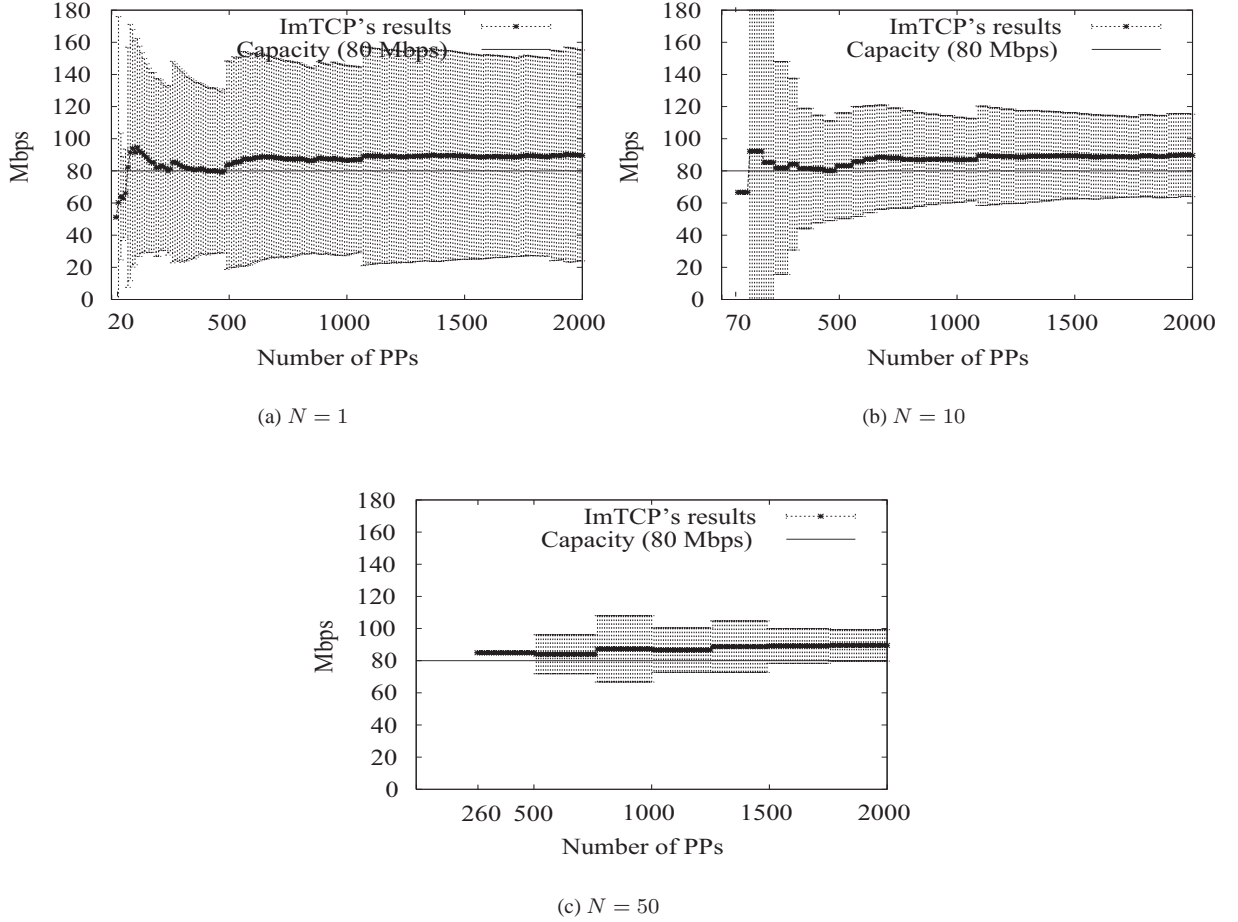 180
160
140
120
100
80
60
40
20
0
Mbps
ImTCP's results
Capacity (80 Mbps)
20 500 1000 1500 2000
Number of PPs
(a) N = 1
180
160
140
120
100
80
60
40
20
0
Mbps
ImTCP's results
Capacity (80 Mbps)
70 500 1000 1500 2000
Number of PPs
(b) N = 10
180
160
140
120
100
80
60
40
20
0
Mbps
ImTCP's results
Capacity (80 Mbps)
260 500 1000 1500 2000
Number of PPs
(c) N = 50